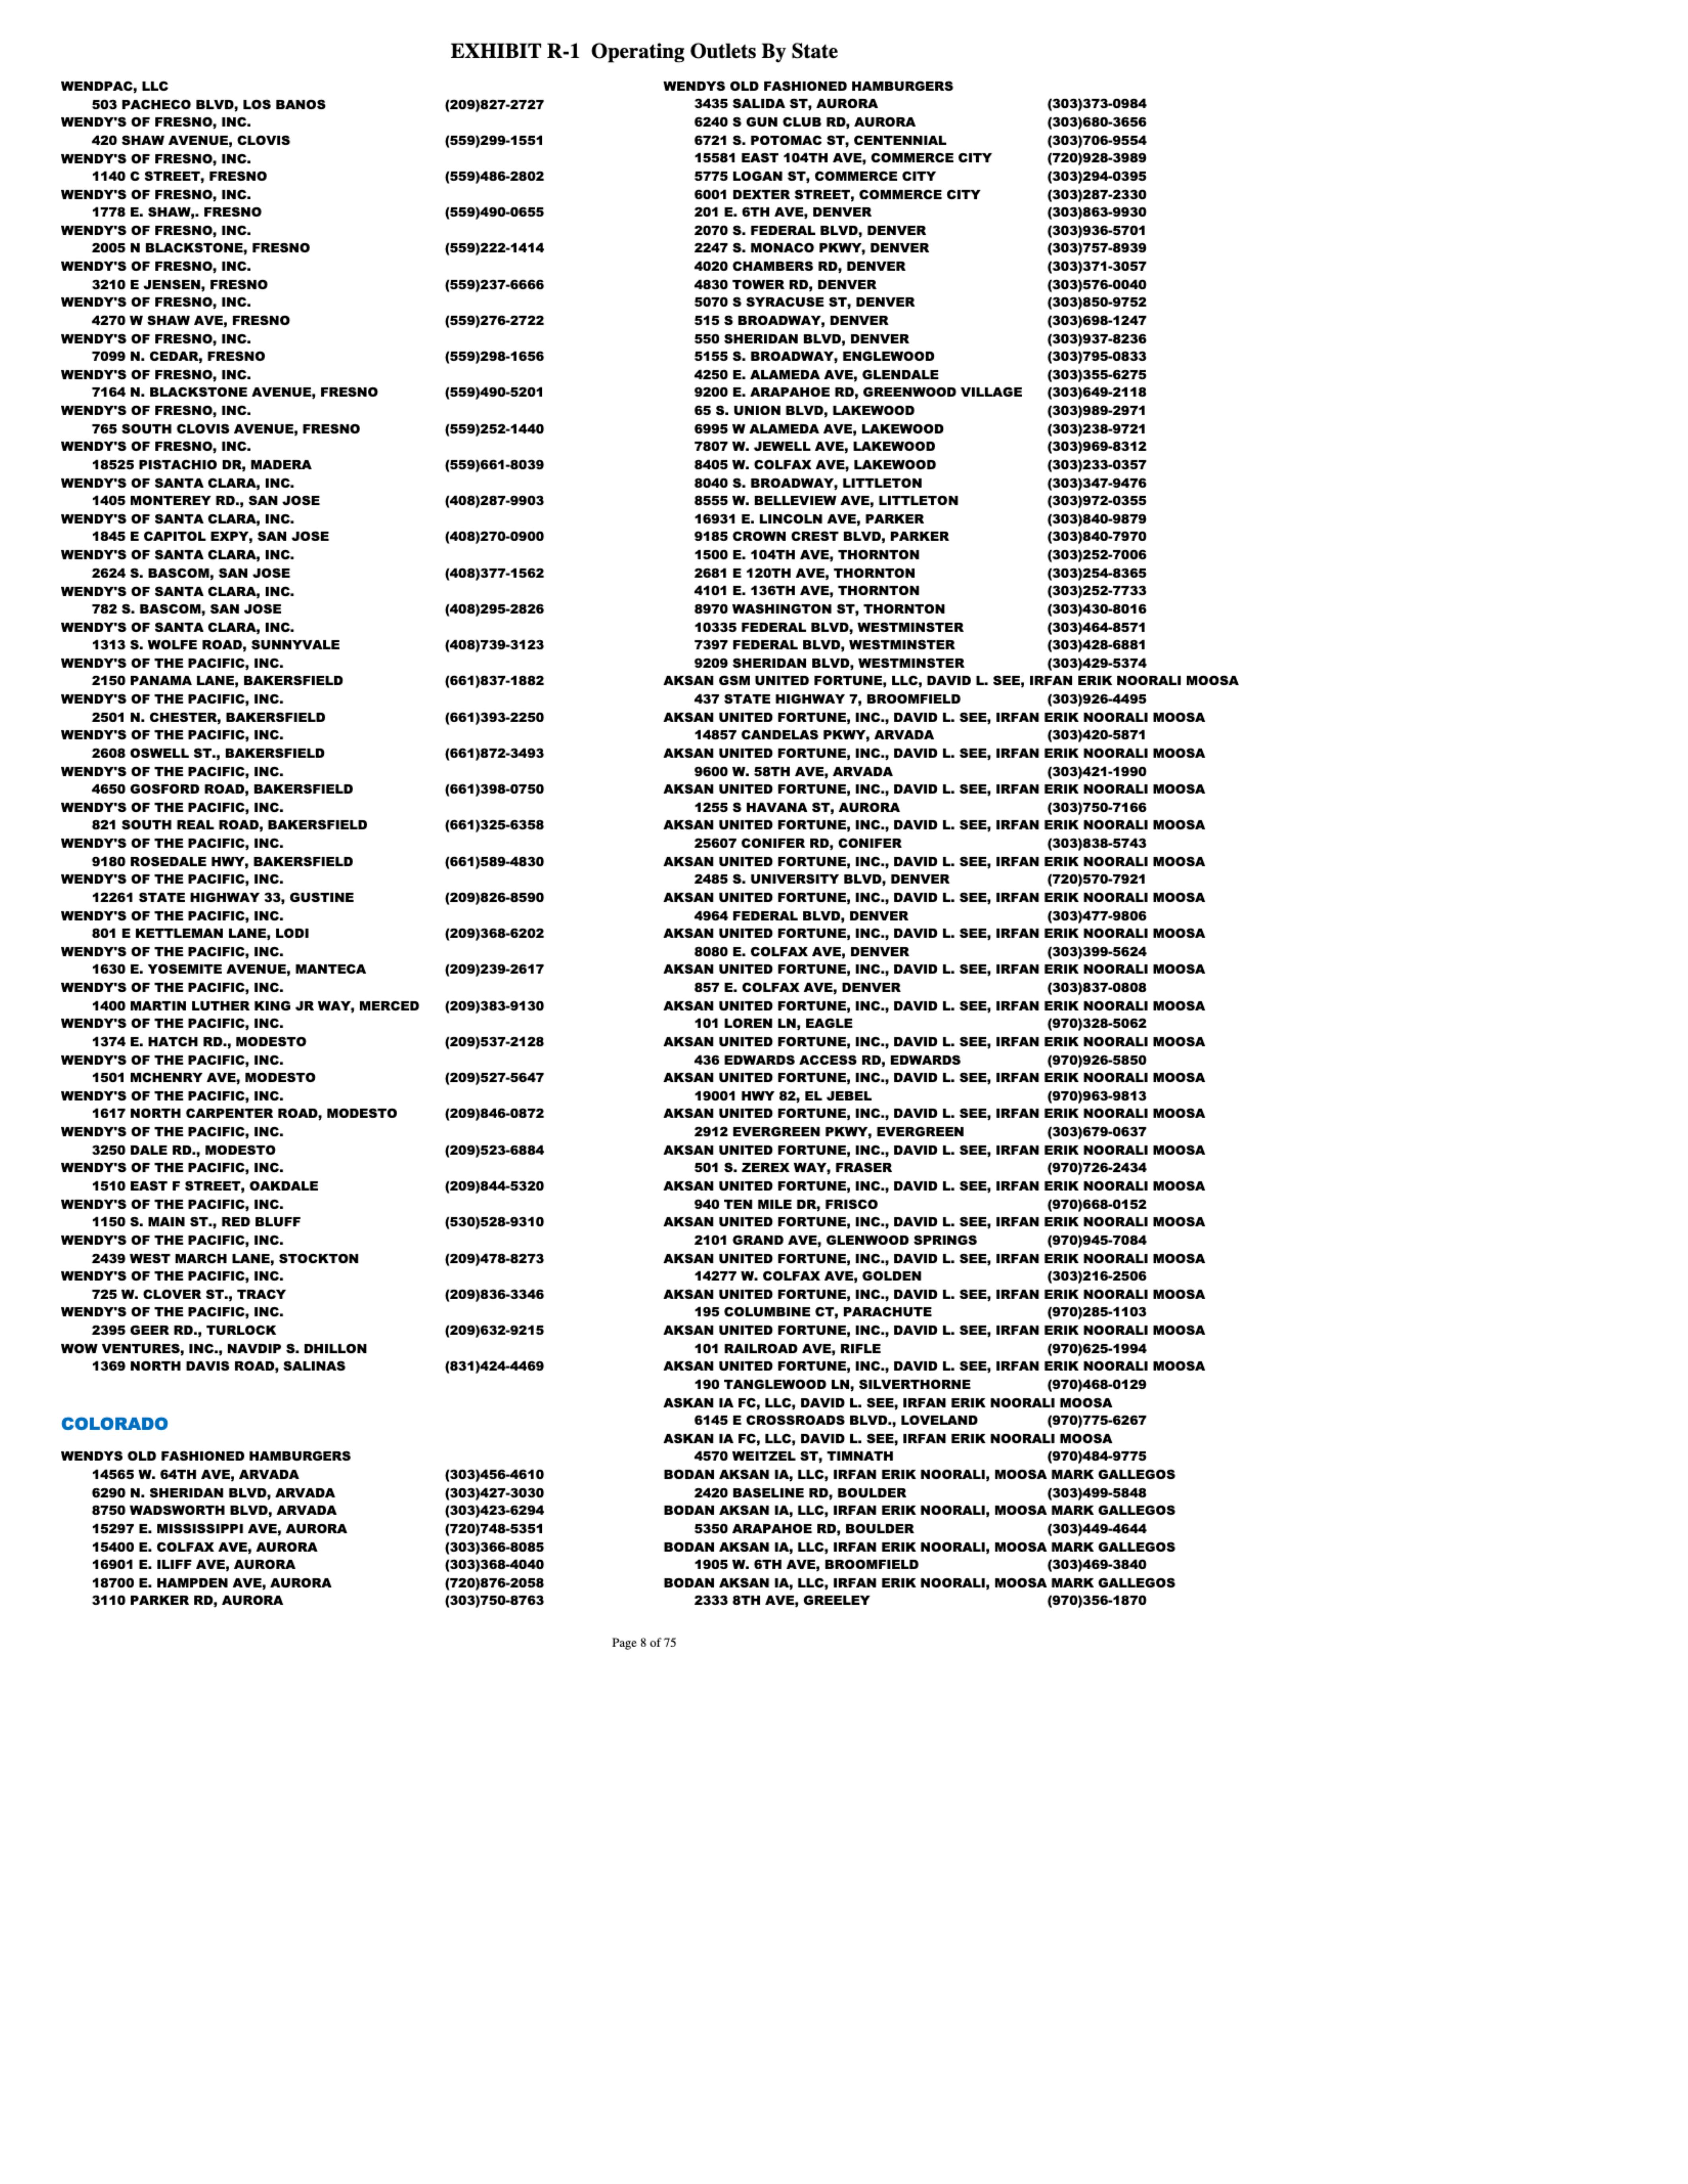 EXHIBIT R-1 Operating Outlets By State
WENDPAC, LLC
503 PACHECO BLVD, LOS BANOS (209)827-2727
WENDY'S OF FRESNO, INC.
420 SHAW AVENUE, CLOVIS (559)299-1551
WENDY'S OF FRESNO, INC.
1140 C STREET, FRESNO (559)486-2802
WENDY'S OF FRESNO, INC.
1778 E. SHAW,. FRESNO (559)490-0655
WENDY'S OF FRESNO, INC.
2005 N BLACKSTONE, FRESNO (559)222-1414
WENDY'S OF FRESNO, INC.
3210 E JENSEN, FRESNO (559)237-6666
WENDY'S OF FRESNO, INC.
4270 W SHAW AVE, FRESNO (559)276-2722
WENDY'S OF FRESNO, INC.
7099 N. CEDAR, FRESNO (559)298-1656
WENDY'S OF FRESNO, INC.
7164 N. BLACKSTONE AVENUE, FRESNO (559)490-5201
WENDY'S OF FRESNO, INC.
765 SOUTH CLOVIS AVENUE, FRESNO (559)252-1440
WENDY'S OF FRESNO, INC.
18525 PISTACHIO DR, MADERA (559)661-8039
WENDY'S OF SANTA CLARA, INC.
1405 MONTEREY RD., SAN JOSE (408)287-9903
WENDY'S OF SANTA CLARA, INC.
1845 E CAPITOL EXPY, SAN JOSE (408)270-0900
WENDY'S OF SANTA CLARA, INC.
2624 S. BASCOM, SAN JOSE (408)377-1562
WENDY'S OF SANTA CLARA, INC.
782 S. BASCOM, SAN JOSE (408)295-2826
WENDY'S OF SANTA CLARA, INC.
1313 S. WOLFE ROAD, SUNNYVALE (408)739-3123
WENDY'S OF THE PACIFIC, INC.
2150 PANAMA LANE, BAKERSFIELD (661)837-1882
WENDY'S OF THE PACIFIC, INC.
2501 N. CHESTER, BAKERSFIELD (661)393-2250
WENDY'S OF THE PACIFIC, INC.
2608 OSWELL ST., BAKERSFIELD (661)872-3493
WENDY'S OF THE PACIFIC, INC.
4650 GOSFORD ROAD, BAKERSFIELD (661)398-0750
WENDY'S OF THE PACIFIC, INC.
821 SOUTH REAL ROAD, BAKERSFIELD (661)325-6358
WENDY'S OF THE PACIFIC, INC.
9180 ROSEDALE HWY, BAKERSFIELD (661)589-4830
WENDY'S OF THE PACIFIC, INC.
12261 STATE HIGHWAY 33, GUSTINE (209)826-8590
WENDY'S OF THE PACIFIC, INC.
801 E KETTLEMAN LANE, LODI (209)368-6202
WENDY'S OF THE PACIFIC, INC.
1630 E. YOSEMITE AVENUE, MANTECA (209)239-2617
WENDY'S OF THE PACIFIC, INC.
1400 MARTIN LUTHER KING JR WAY, MERCED (209)383-9130
WENDY'S OF THE PACIFIC, INC.
1374 E. HATCH RD., MODESTO (209)537-2128
WENDY'S OF THE PACIFIC, INC.
1501 MCHENRY AVE, MODESTO (209)527-5647
WENDY'S OF THE PACIFIC, INC.
1617 NORTH CARPENTER ROAD, MODESTO (209)846-0872
WENDY'S OF THE PACIFIC, INC.
3250 DALE RD., MODESTO (209)523-6884
WENDY'S OF THE PACIFIC, INC.
1510 EAST F STREET, OAKDALE (209)844-5320
WENDY'S OF THE PACIFIC, INC.
1150 S. MAIN ST., RED BLUFF (530)528-9310
WENDY'S OF THE PACIFIC, INC.
2439 WEST MARCH LANE, STOCKTON (209)478-8273
WENDY'S OF THE PACIFIC, INC.
725 W. CLOVER ST., TRACY (209)836-3346
WENDY'S OF THE PACIFIC, INC.
2395 GEER RD., TURLOCK (209)632-9215
WOW VENTURES, INC., NAVDIP S. DHILLON
1369 NORTH DAVIS ROAD, SALINAS (831)424-4469
COLORADO
WENDYS OLD FASHIONED HAMBURGERS
14565 W. 64TH AVE, ARVADA (303)456-4610
6290 N. SHERIDAN BLVD, ARVADA (303)427-3030
8750 WADSWORTH BLVD, ARVADA (303)423-6294
15297 E. MISSISSIPPI AVE, AURORA (720)748-5351
15400 E. COLFAX AVE, AURORA (303)366-8085
16901 E. ILIFF AVE, AURORA (303)368-4040
18700 E. HAMPDEN AVE, AURORA (720)876-2058
3110 PARKER RD, AURORA (303)750-8763
WENDYS OLD FASHIONED HAMBURGERS
3435 SALIDA ST, AURORA (303)373-0984
6240 S GUN CLUB RD, AURORA (303)680-3656
6721 S. POTOMAC ST, CENTENNIAL (303)706-9554
15581 EAST 104TH AVE, COMMERCE CITY (720)928-3989
5775 LOGAN ST, COMMERCE CITY (303)294-0395
6001 DEXTER STREET, COMMERCE CITY (303)287-2330
201 E. 6TH AVE, DENVER (303)863-9930
2070 S. FEDERAL BLVD, DENVER (303)936-5701
2247 S. MONACO PKWY, DENVER (303)757-8939
4020 CHAMBERS RD, DENVER (303)371-3057
4830 TOWER RD, DENVER (303)576-0040
5070 S SYRACUSE ST, DENVER (303)850-9752
515 S BROADWAY, DENVER (303)698-1247
550 SHERIDAN BLVD, DENVER (303)937-8236
5155 S. BROADWAY, ENGLEWOOD (303)795-0833
4250 E. ALAMEDA AVE, GLENDALE (303)355-6275
9200 E. ARAPAHOE RD, GREENWOOD VILLAGE (303)649-2118
65 S. UNION BLVD, LAKEWOOD (303)989-2971
6995 W ALAMEDA AVE, LAKEWOOD (303)238-9721
7807 W. JEWELL AVE, LAKEWOOD (303)969-8312
8405 W. COLFAX AVE, LAKEWOOD (303)233-0357
8040 S. BROADWAY, LITTLETON (303)347-9476
8555 W. BELLEVIEW AVE, LITTLETON (303)972-0355
16931 E. LINCOLN AVE, PARKER (303)840-9879
9185 CROWN CREST BLVD, PARKER (303)840-7970
1500 E. 104TH AVE, THORNTON (303)252-7006
2681 E 120TH AVE, THORNTON (303)254-8365
4101 E. 136TH AVE, THORNTON (303)252-7733
8970 WASHINGTON ST, THORNTON (303)430-8016
10335 FEDERAL BLVD, WESTMINSTER (303)464-8571
7397 FEDERAL BLVD, WESTMINSTER (303)428-6881
9209 SHERIDAN BLVD, WESTMINSTER (303)429-5374
AKSAN GSM UNITED FORTUNE, LLC, DAVID L. SEE, IRFAN ERIK NOORALI MOOSA
437 STATE HIGHWAY 7, BROOMFIELD (303)926-4495
AKSAN UNITED FORTUNE, INC., DAVID L. SEE, IRFAN ERIK NOORALI MOOSA
14857 CANDELAS PKWY, ARVADA (303)420-5871
AKSAN UNITED FORTUNE, INC., DAVID L. SEE, IRFAN ERIK NOORALI MOOSA
9600 W. 58TH AVE, ARVADA (303)421-1990
AKSAN UNITED FORTUNE, INC., DAVID L. SEE, IRFAN ERIK NOORALI MOOSA
1255 S HAVANA ST, AURORA (303)750-7166
AKSAN UNITED FORTUNE, INC., DAVID L. SEE, IRFAN ERIK NOORALI MOOSA
25607 CONIFER RD, CONIFER (303)838-5743
AKSAN UNITED FORTUNE, INC., DAVID L. SEE, IRFAN ERIK NOORALI MOOSA
2485 S. UNIVERSITY BLVD, DENVER (720)570-7921
AKSAN UNITED FORTUNE, INC., DAVID L. SEE, IRFAN ERIK NOORALI MOOSA
4964 FEDERAL BLVD, DENVER (303)477-9806
AKSAN UNITED FORTUNE, INC., DAVID L. SEE, IRFAN ERIK NOORALI MOOSA
8080 E. COLFAX AVE, DENVER (303)399-5624
AKSAN UNITED FORTUNE, INC., DAVID L. SEE, IRFAN ERIK NOORALI MOOSA
857 E. COLFAX AVE, DENVER (303)837-0808
AKSAN UNITED FORTUNE, INC., DAVID L. SEE, IRFAN ERIK NOORALI MOOSA
101 LOREN LN, EAGLE (970)328-5062
AKSAN UNITED FORTUNE, INC., DAVID L. SEE, IRFAN ERIK NOORALI MOOSA
436 EDWARDS ACCESS RD, EDWARDS (970)926-5850
AKSAN UNITED FORTUNE, INC., DAVID L. SEE, IRFAN ERIK NOORALI MOOSA
19001 HWY 82, EL JEBEL (970)963-9813
AKSAN UNITED FORTUNE, INC., DAVID L. SEE, IRFAN ERIK NOORALI MOOSA
2912 EVERGREEN PKWY, EVERGREEN (303)679-0637
AKSAN UNITED FORTUNE, INC., DAVID L. SEE, IRFAN ERIK NOORALI MOOSA
501 S. ZEREX WAY, FRASER (970)726-2434
AKSAN UNITED FORTUNE, INC., DAVID L. SEE, IRFAN ERIK NOORALI MOOSA
940 TEN MILE DR, FRISCO (970)668-0152
AKSAN UNITED FORTUNE, INC., DAVID L. SEE, IRFAN ERIK NOORALI MOOSA
2101 GRAND AVE, GLENWOOD SPRINGS (970)945-7084
AKSAN UNITED FORTUNE, INC., DAVID L. SEE, IRFAN ERIK NOORALI MOOSA
14277 W. COLFAX AVE, GOLDEN (303)216-2506
AKSAN UNITED FORTUNE, INC., DAVID L. SEE, IRFAN ERIK NOORALI MOOSA
195 COLUMBINE CT, PARACHUTE (970)285-1103
AKSAN UNITED FORTUNE, INC., DAVID L. SEE, IRFAN ERIK NOORALI MOOSA
101 RAILROAD AVE, RIFLE (970)625-1994
AKSAN UNITED FORTUNE, INC., DAVID L. SEE, IRFAN ERIK NOORALI MOOSA
190 TANGLEWOOD LN, SILVERTHORNE (970)468-0129
ASKAN IA FC, LLC, DAVID L. SEE, IRFAN ERIK NOORALI MOOSA
6145 E CROSSROADS BLVD., LOVELAND (970)775-6267
ASKAN IA FC, LLC, DAVID L. SEE, IRFAN ERIK NOORALI MOOSA
4570 WEITZEL ST, TIMNATH (970)484-9775
BODAN AKSAN IA, LLC, IRFAN ERIK NOORALI, MOOSA MARK GALLEGOS
2420 BASELINE RD, BOULDER (303)499-5848
BODAN AKSAN IA, LLC, IRFAN ERIK NOORALI, MOOSA MARK GALLEGOS
5350 ARAPAHOE RD, BOULDER (303)449-4644
BODAN AKSAN IA, LLC, IRFAN ERIK NOORALI, MOOSA MARK GALLEGOS
1905 W. 6TH AVE, BROOMFIELD (303)469-3840
BODAN AKSAN IA, LLC, IRFAN ERIK NOORALI, MOOSA MARK GALLEGOS
2333 8TH AVE, GREELEY (970)356-1870
Page 8 of 75